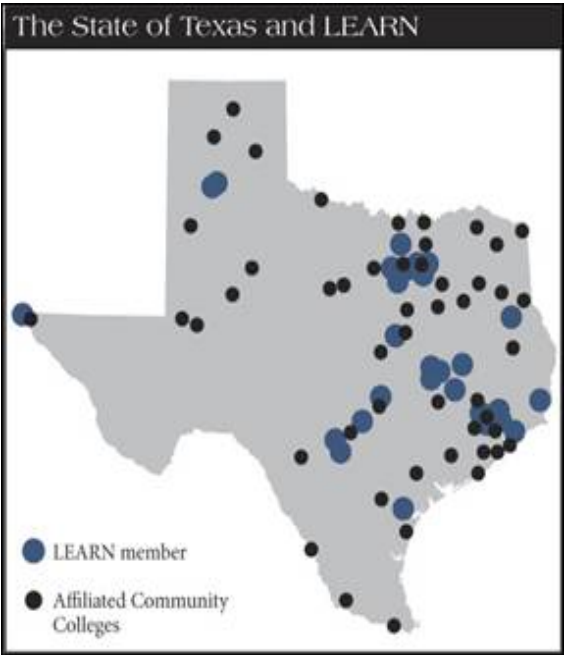 The State of Texas and LEARN
LEARN member
Affiliated Community
Colleges